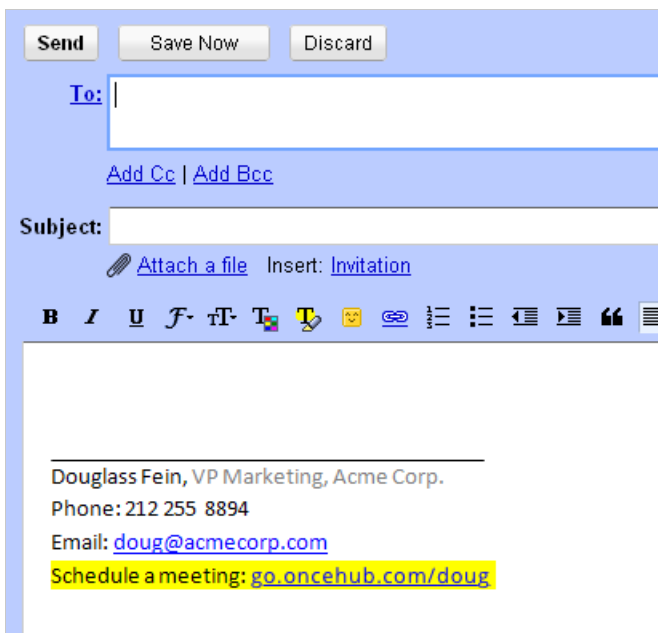 Send Save Now Discard
To:
Add Cc | Add Bcc
Subject:
Attach a file Insert: Invitation
B I U F TT T T
Douglass Fein, VP Marketing, Acme Corp.
Phone: 212 255 8894
Email: doug@acmecorp.com
Schedule a meeting: go.oncehub.com/doug